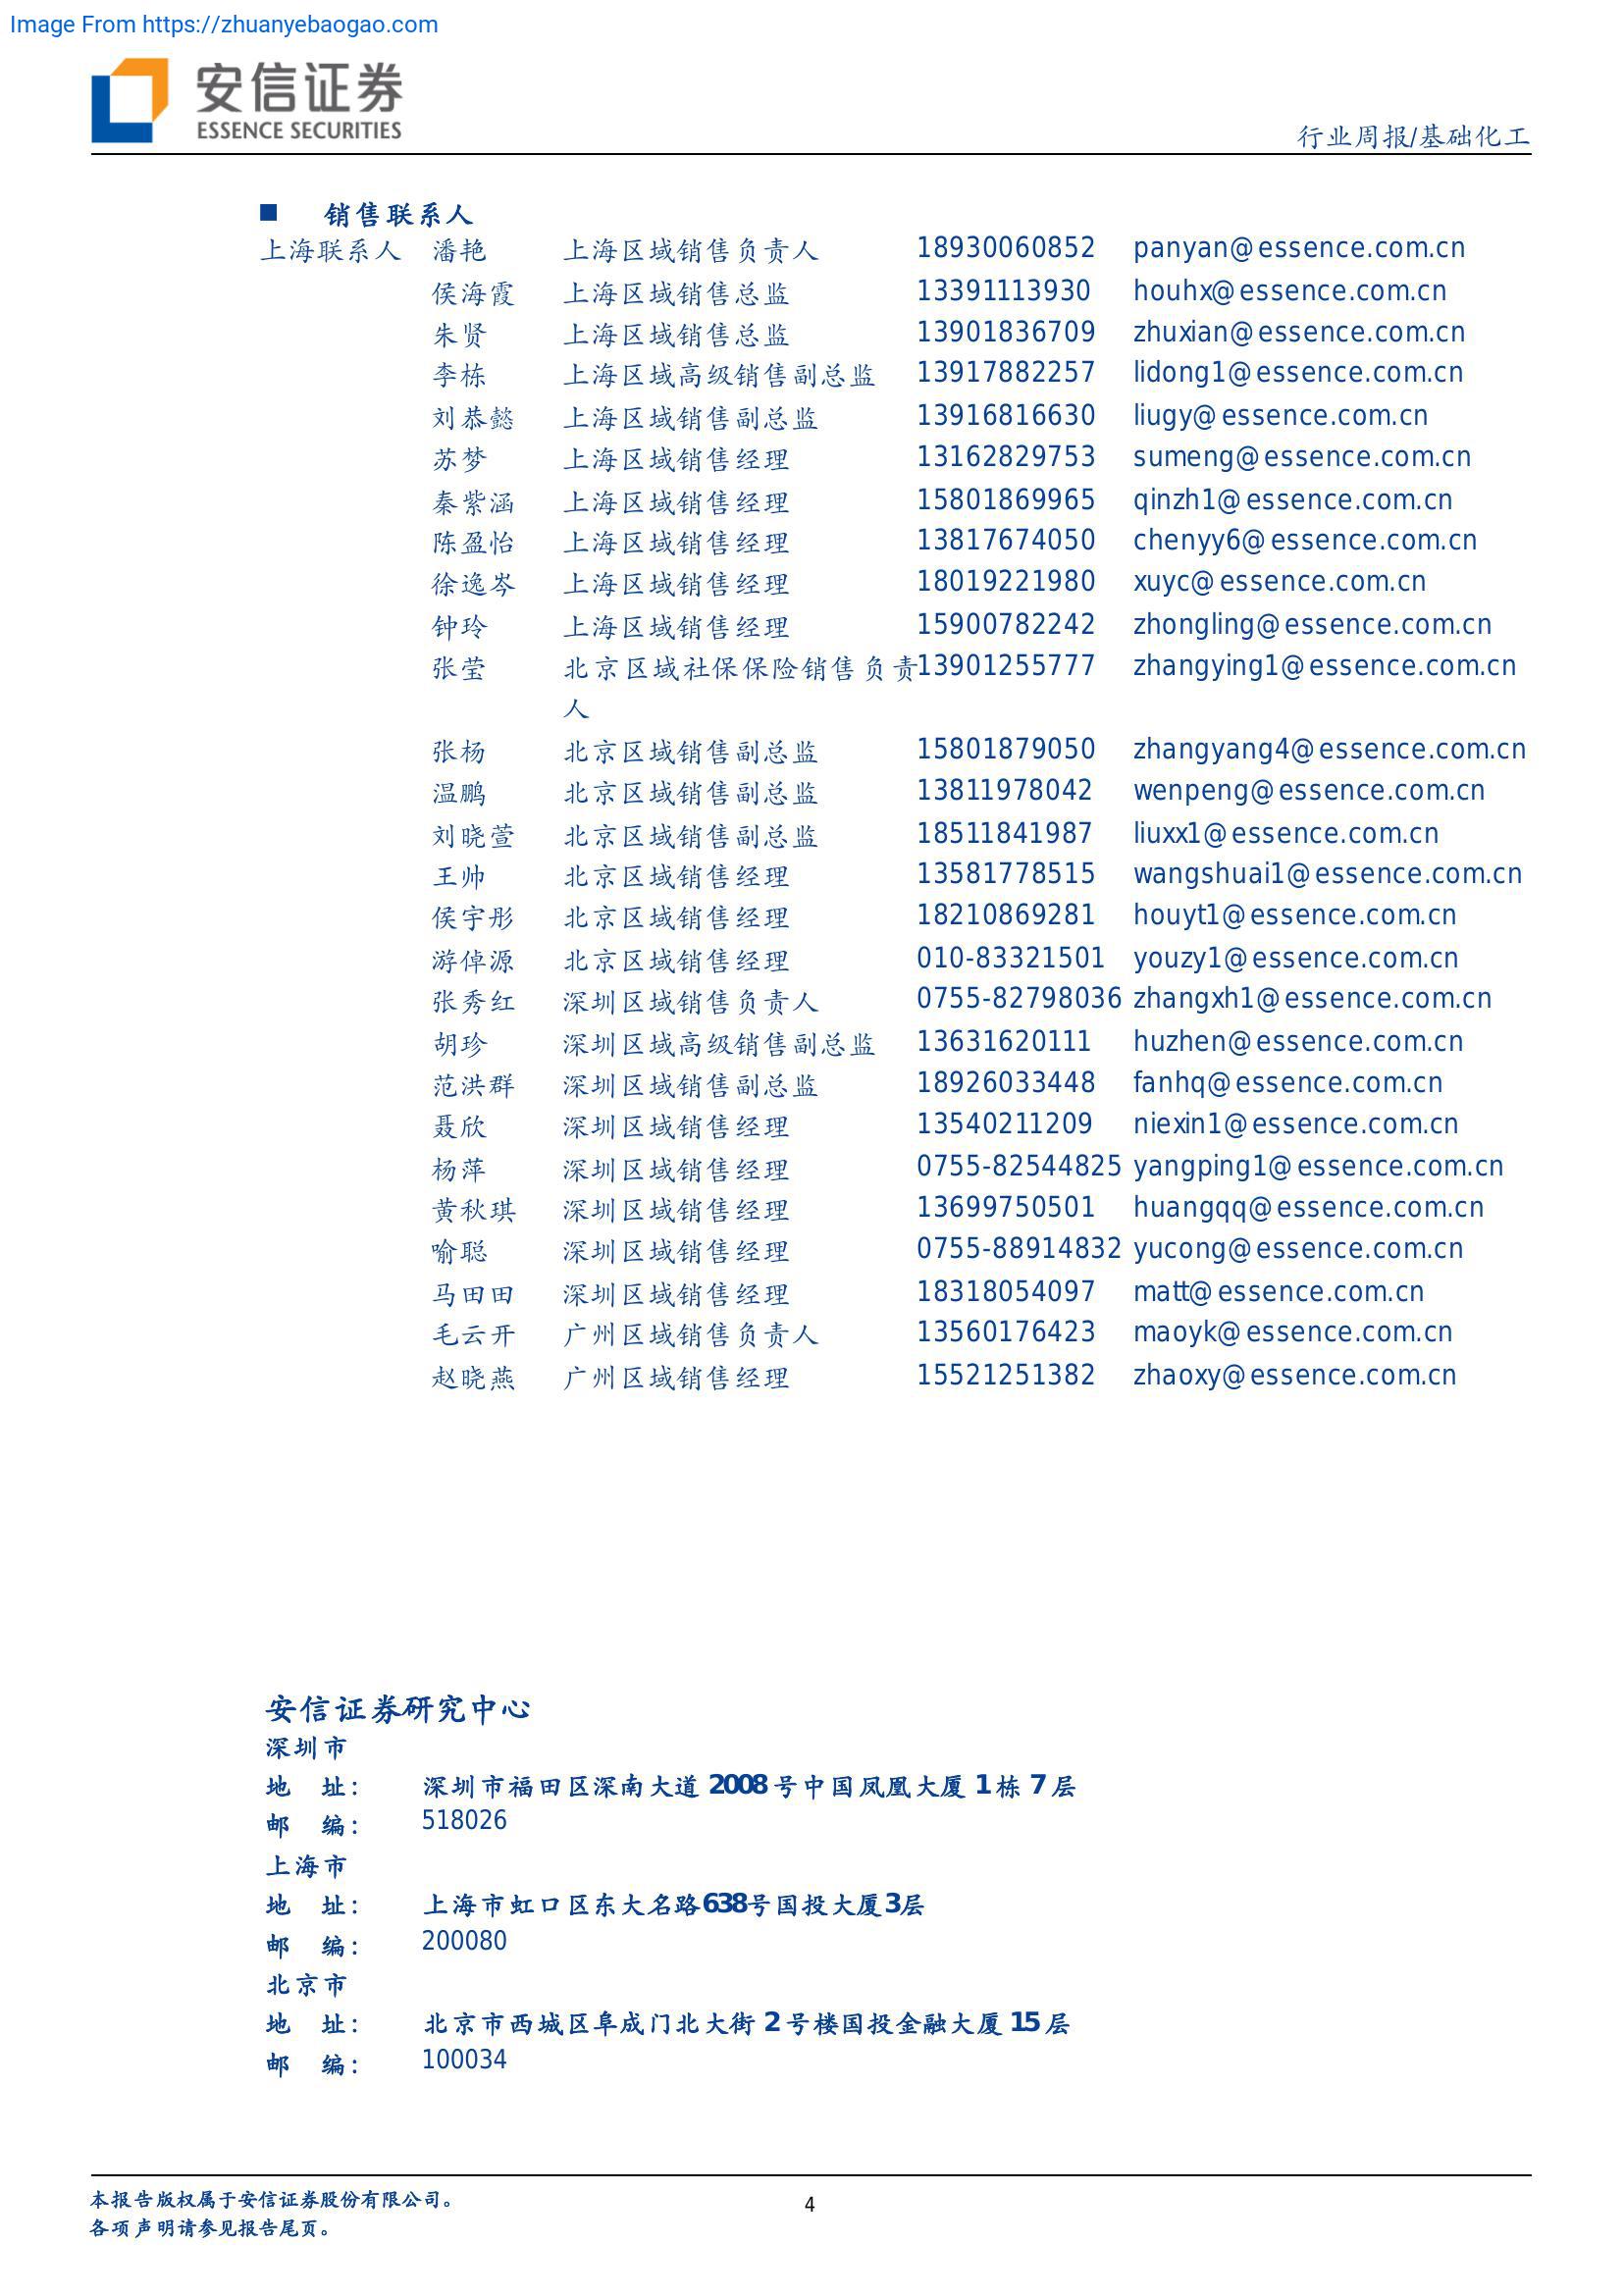 Image From https://zhuanyebaogao.com
安信证券
ESSENCE SECURITIES
行业周报/基础化工
■ 销售联系人
上海联系人 潘艳 上海区域销售负责人 18930060852 panyan@essence.com.cn
侯海霞 上海区域销售总监 13391113930 houhx@essence.com.cn
朱贤 上海区域销售总监 13901836709 zhuxian@essence.com.cn
李栋 上海区域高级销售副总监 13917882257 lidong1@essence.com.cn
刘恭懿 上海区域销售副总监 13916816630 liugy@essence.com.cn
苏梦 上海区域销售经理 13162829753 sumeng@essence.com.cn
秦紫涵 上海区域销售经理 15801869965 qinzh1@essence.com.cn
陈盈怡 上海区域销售经理 13817674050 chenyy6@essence.com.cn
徐逸岑 上海区域销售经理 18019221980 xuyc@essence.com.cn
钟玲 上海区域销售经理 15900782242 zhongling@essence.com.cn
张莹 北京区域社保保险销售负责 13901255777 zhangying1@essence.com.cn
人
张杨 北京区域销售副总监 15801879050 zhangyang4@essence.com.cn
温鹏 北京区域销售副总监 13811978042 wenpeng@essence.com.cn
刘晓萱 北京区域销售副总监 18511841987 liuxx1@essence.com.cn
王帅 北京区域销售经理 13581778515 wangshuai1@essence.com.cn
侯宇彤 北京区域销售经理 18210869281 houyt1@essence.com.cn
游倬源 北京区域销售经理 010-83321501 youzy1@essence.com.cn
张秀红 深圳区域销售负责人 0755-82798036 zhangxh1@essence.com.cn
胡珍 深圳区域高级销售副总监 13631620111 huzhen@essence.com.cn
范洪群 深圳区域销售副总监 18926033448 fanhq@essence.com.cn
聂欣 深圳区域销售经理 13540211209 niexin1@essence.com.cn
杨萍 深圳区域销售经理 0755-82544825 yangping1@essence.com.cn
黄秋琪 深圳区域销售经理 13699750501 huangqq@essence.com.cn
喻聪 深圳区域销售经理 0755-88914832 yucong@essence.com.cn
马田田 深圳区域销售经理 18318054097 matt@essence.com.cn
毛云开 广州区域销售负责人 13560176423 maoyk@essence.com.cn
赵晓燕 广州区域销售经理 15521251382 zhaoxy@essence.com.cn
安信证券研究中心
深圳市
地 址： 深圳市福田区深南大道 2008 号中国凤凰大厦 1 栋 7 层
邮 编： 518026
上海市
地 址： 上海市虹口区东大名路638号国投大厦3层
邮 编： 200080
北京市
地 址： 北京市西城区阜成门北大街 2 号楼国投金融大厦 15 层
邮 编： 100034
本报告版权属于安信证券股份有限公司。
各项声明请参见报告尾页。
4